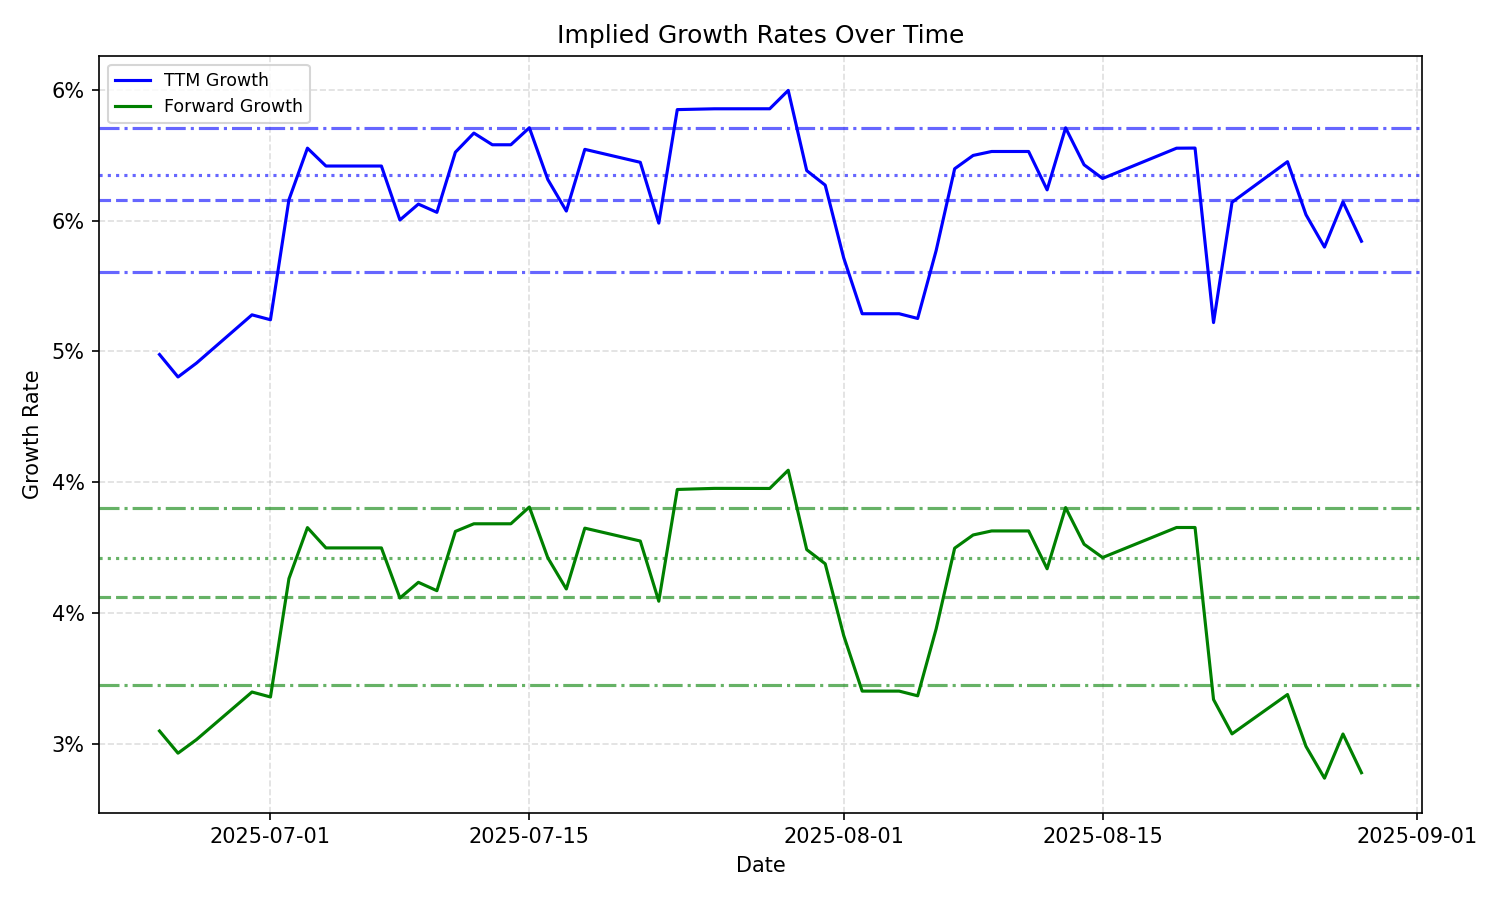 Implied Growth Rates Over Time
TTM Growth
Forward Growth
6%
6%
5%
4%
4%
3%
Growth Rate
2025-07-01
2025-07-15
2025-08-01
2025-08-15
2025-09-01
Date